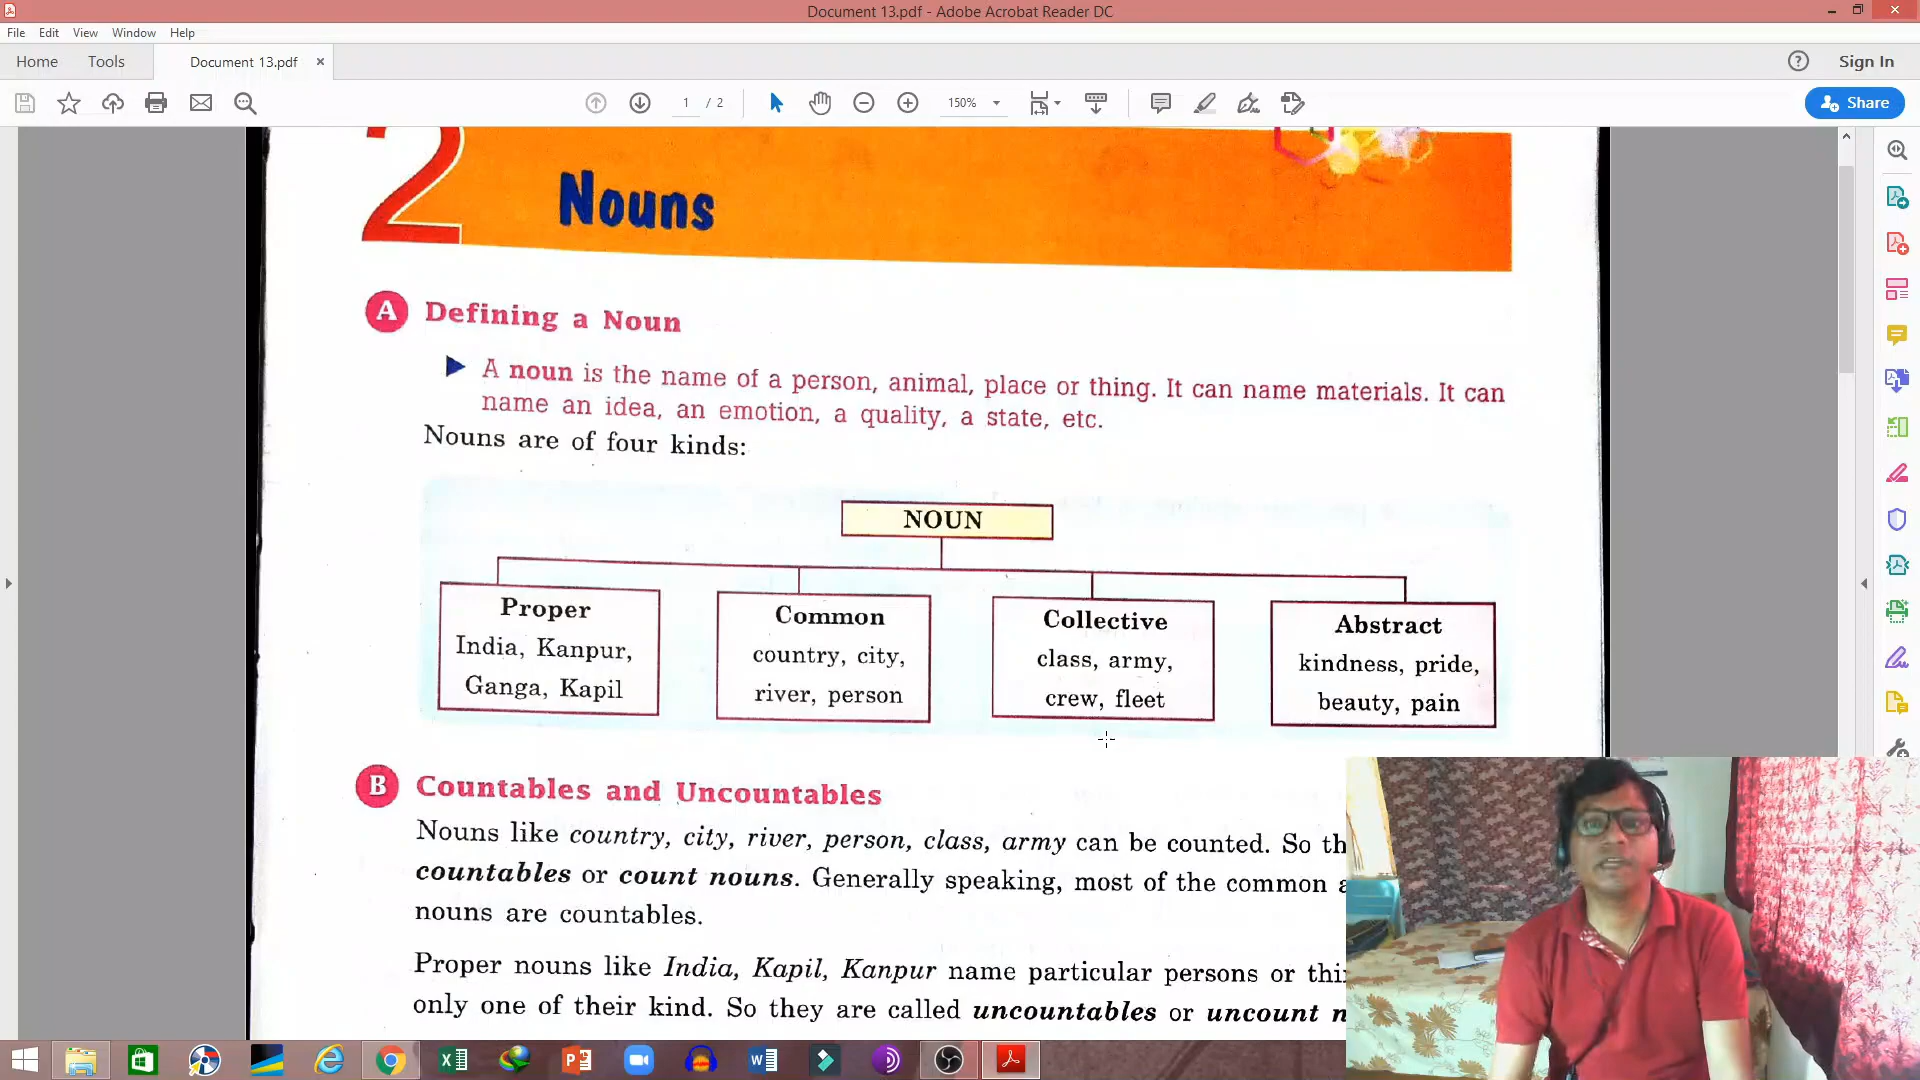 Document 13.pdf - Adobe Acrobat Reader DC
File Edit View Window Help
Home Tools Document 13.pdf × Sign In
1 / 2 150% Share
2
Nouns
A Defining a Noun
A noun is the name of a person, animal, place or thing. It can name materials. It can
name an idea, an emotion, a quality, a state, etc.
Nouns are of four kinds:
NOUN
Proper
India, Kanpur,
Ganga, Kapil
Common
country, city,
river, person
Collective
class, army,
crew, fleet
Abstract
kindness, pride,
beauty, pain
B Countables and Uncountables
Nouns like country, city, river, person, class, army can be counted. So th
countables or count nouns. Generally speaking, most of the common a
nouns are countables.
Proper nouns like India, Kapil, Kanpur name particular persons or thi
only one of their kind. So they are called uncountables or uncount n